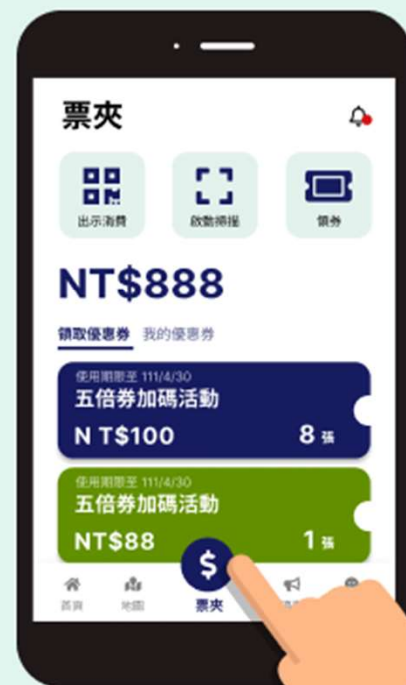 票夾
出示消費 啟動掃描 領券
NT$888
領取優惠券 我的優惠券
使用期限至 111/4/30
五倍券加碼活動
N T$100 8 張
使用期限至 111/4/30
五倍券加碼活動
NT$88 1 張
$
首頁 地圖 票夾